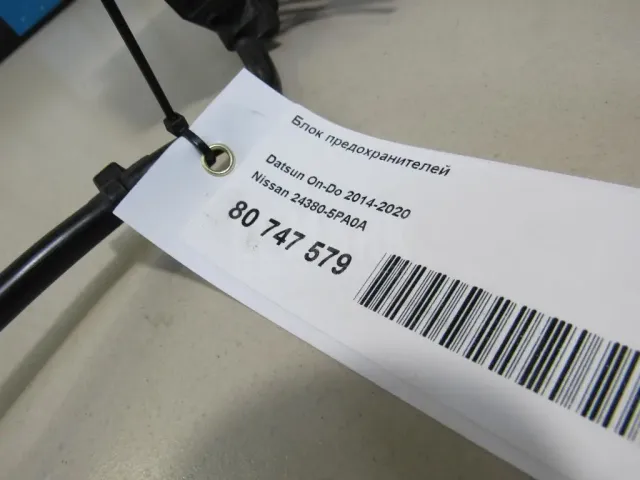 Блок предохранителей
Datsun On-Do 2014-2020
Nissan 24380-5PA0A
80 747 579